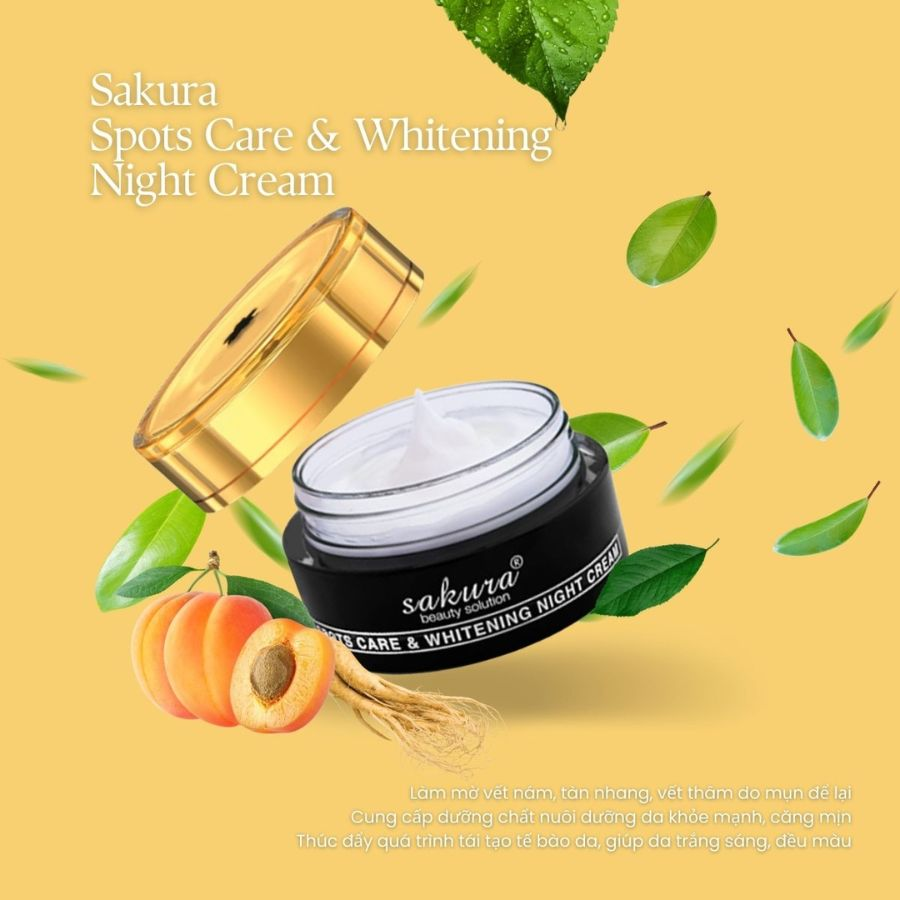 Sakura
Spots Care & Whitening
Night Cream
sakura®
beauty solution
SPOTS CARE & WHITENING NIGHT CREAM
Làm mờ vết nám, tàn nhang, vết thâm do mụn để lại
Cung cấp dưỡng chất nuôi dưỡng da khỏe mạnh, căng mịn
Thúc đẩy quá trình tái tạo tế bào da, giúp da trắng sáng, đều màu